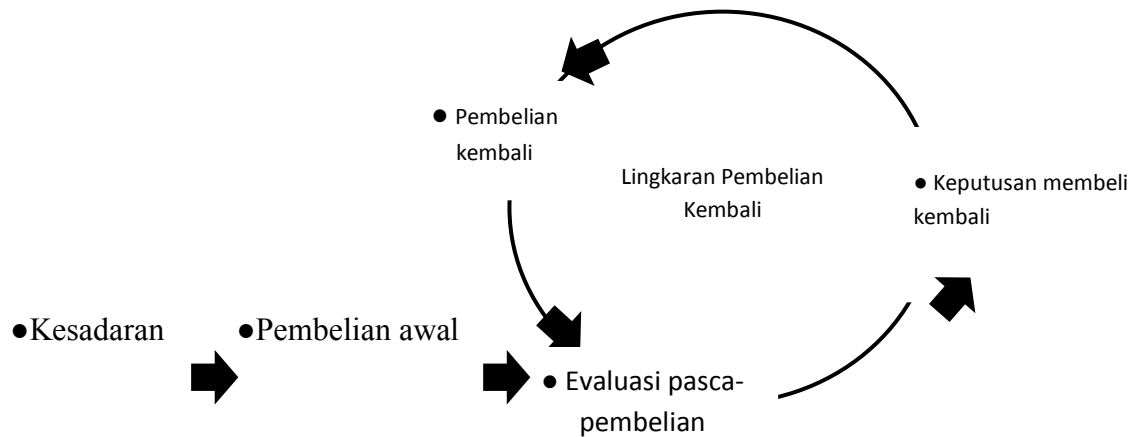 ● Pembelian
kembali
Lingkaran Pembelian
Kembali
● Keputusan membeli
kembali
●Kesadaran
●Pembelian awal
● Evaluasi pasca-
pembelian